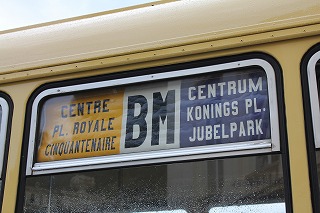 CENTRE
PL. ROYALE
CINQUANTENAIRE
BM
CENTRUM
KONINGS PL.
JUBELPARK